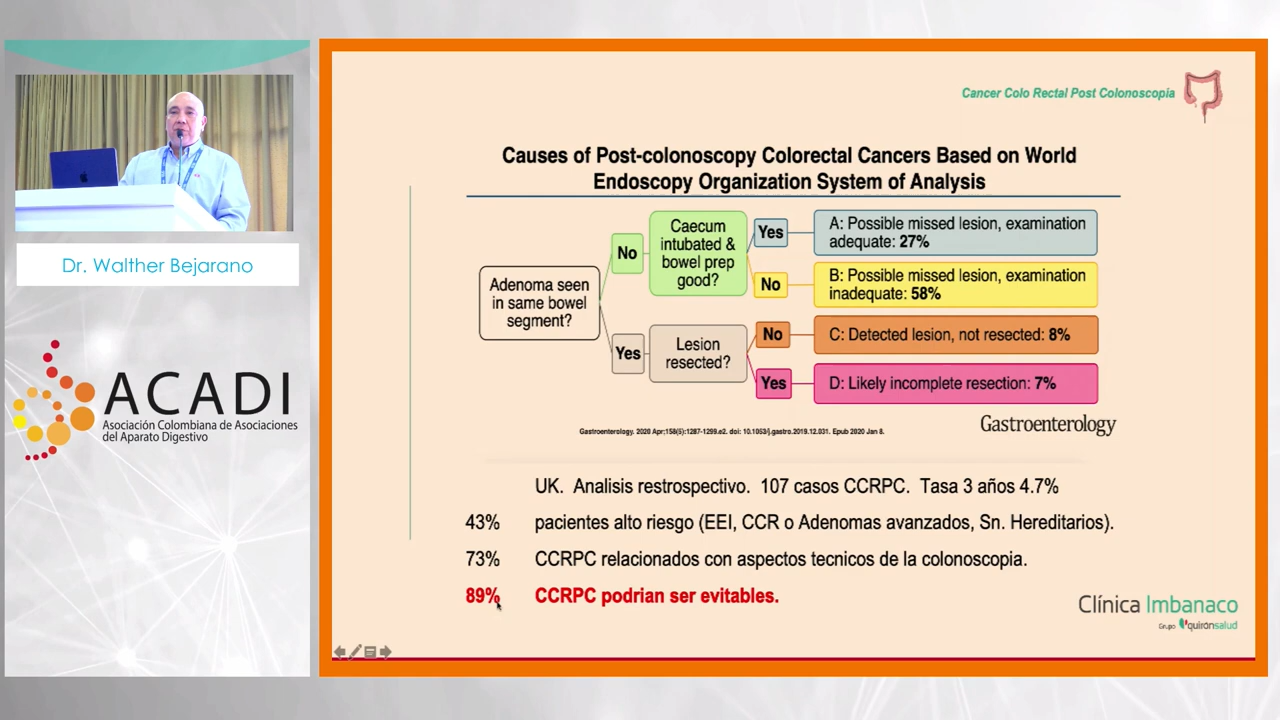 Dr. Walther Bejarano
ACADI
Asociación Colombiana de Asociaciones
del Aparato Digestivo
Cancer Colo Rectal Post Colonoscopía
Causes of Post-colonoscopy Colorectal Cancers Based on World
Endoscopy Organization System of Analysis
Adenoma seen
in same bowel
segment?
No
Caecum
intubated &
bowel prep
good?
Yes
A: Possible missed lesion, examination
adequate: 27%
No
B: Possible missed lesion, examination
inadequate: 58%
Yes
Lesion
resected?
No
C: Detected lesion, not resected: 8%
Yes
D: Likely incomplete resection: 7%
Gastroenterology
Gastroenterology. 2020 Apr;158(5):1287-1299.e2. doi: 10.1053/j.gastro.2019.12.031. Epub 2020 Jan 8.
UK. Analisis restrospectivo. 107 casos CCRPC. Tasa 3 años 4.7%
43% pacientes alto riesgo (EEI, CCR o Adenomas avanzados, Sn. Hereditarios).
73% CCRPC relacionados con aspectos tecnicos de la colonoscopia.
89% CCRPC podrian ser evitables.
Clínica Imbanaco
Grupo quirónsalud